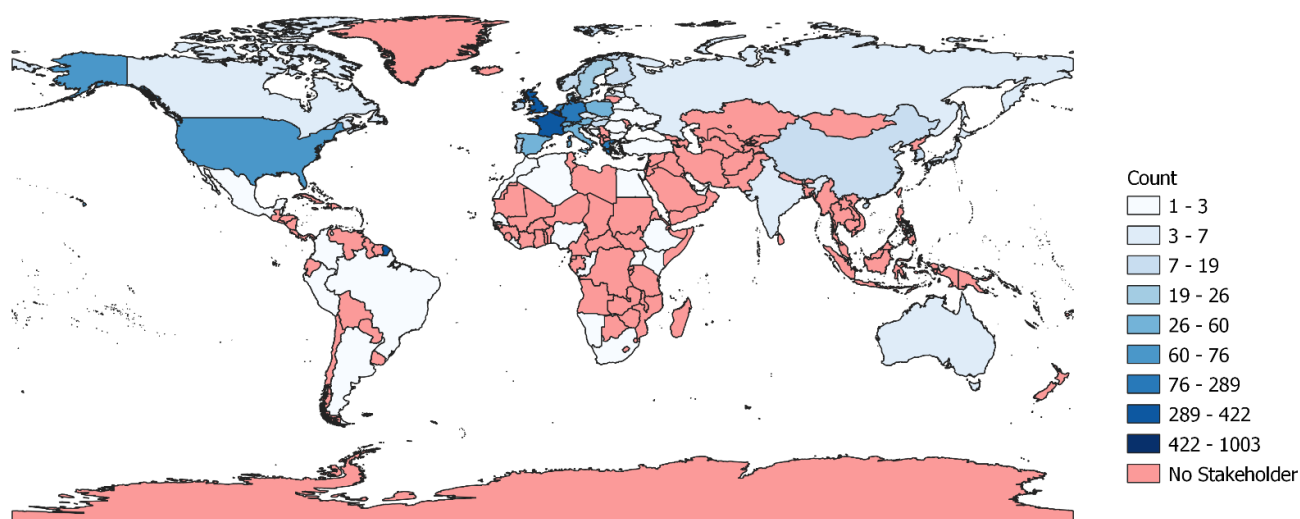 Count
1 - 3
3 - 7
7 - 19
19 - 26
26 - 60
60 - 76
76 - 289
289 - 422
422 - 1003
No Stakeholder